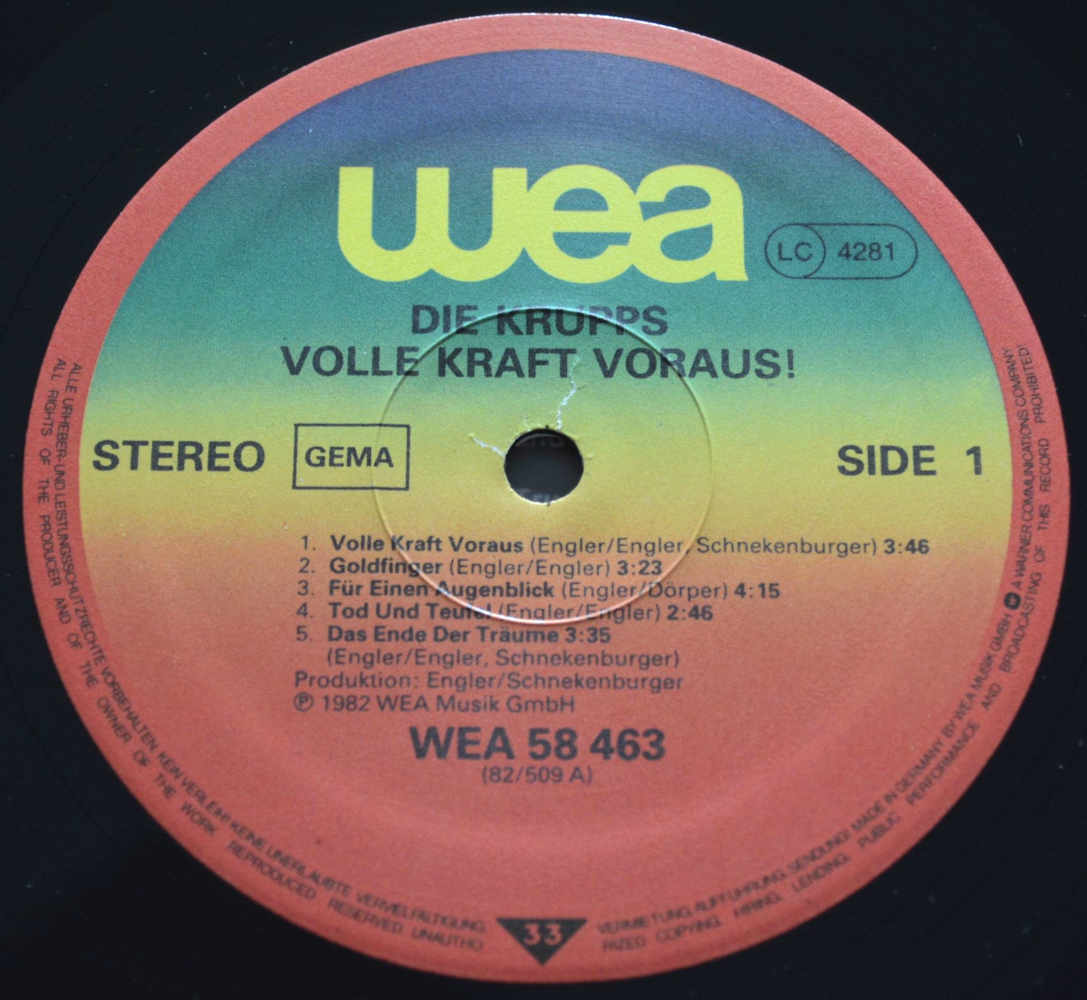 wea
LC 4281
DIE KRUPPS
VOLLE KRAFT VORAUS!
STEREO GEMA SIDE 1
1. Volle Kraft Voraus (Engler/Engler, Schnekenburger) 3:46
2. Goldfinger (Engler/Engler) 3:23
3. Für Einen Augenblick (Engler/Dörper) 4:15
4. Tod Und Teufel (Engler/Engler) 2:46
5. Das Ende Der Träume 3:35
(Engler/Engler, Schnekenburger)
Produktion: Engler/Schnekenburger
℗ 1982 WEA Musik GmbH
WEA 58 463
(82/509 A)
33
ALLE URHEBER- UND LEISTUNGSSCHUTZRECHTE VORBEHALTEN. KEIN VERLEIH! KEINE UNERLAUBTE VERVIELFÄLTIGUNG, VERMIETUNG, AUFFÜHRUNG, SENDUNG! MADE IN GERMANY BY WEA MUSIK GMBH A WARNER COMMUNICATIONS COMPANY
ALL RIGHTS OF THE PRODUCER AND OF THE OWNER OF THE WORK REPRODUCED RESERVED. UNAUTHORIZED COPYING, HIRING, LENDING, PUBLIC PERFORMANCE AND BROADCASTING OF THIS RECORD PROHIBITED!